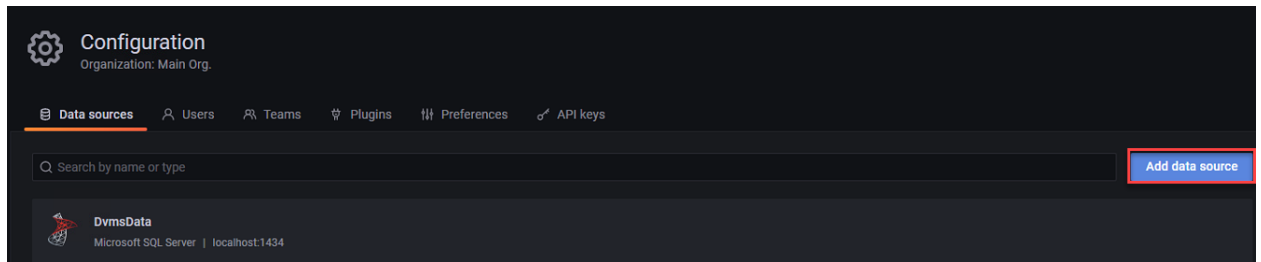 Configuration
Organization: Main Org.
Data sources Users Teams Plugins Preferences API keys
Search by name or type Add data source
DvmsData
Microsoft SQL Server | localhost:1434